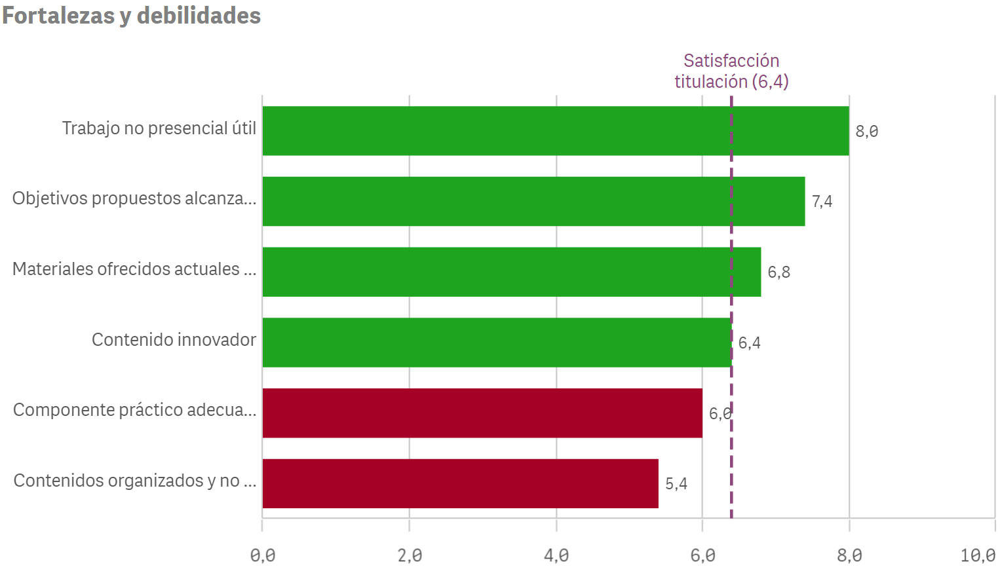 Fortalezas y debilidades
Satisfacción
titulación (6,4)
Trabajo no presencial útil
8,0
Objetivos propuestos alcanza...
7,4
Materiales ofrecidos actuales ...
6,8
Contenido innovador
6,4
Componente práctico adecua...
6,0
Contenidos organizados y no ...
5,4
0,0 2,0 4,0 6,0 8,0 10,0